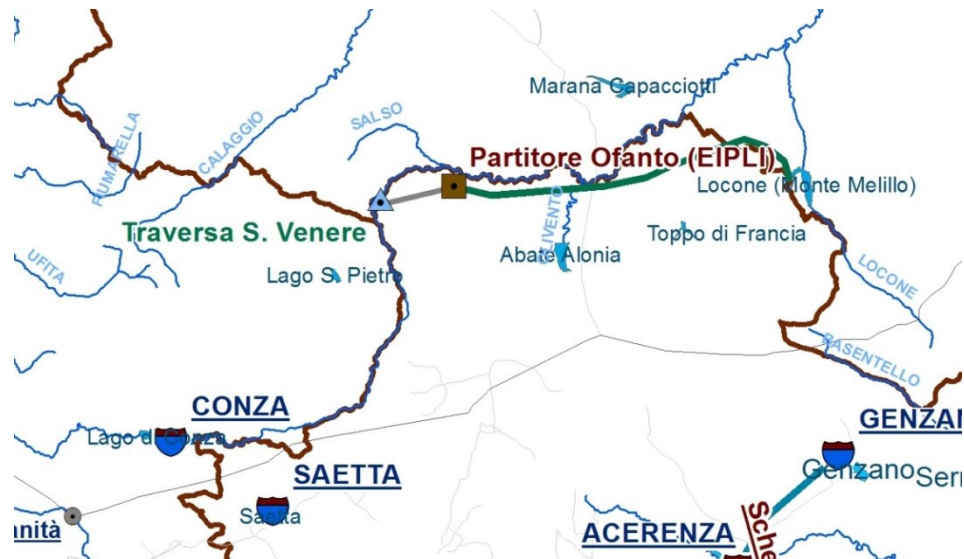 Marana Capacciotti
SALSO
CALAGGIO
FIUMARELLA
Partitore Ofanto (EIPLI)
Locone (Monte Melillo)
Traversa S. Venere
OLIVENTO
Toppo di Francia
Abate Alonia
UFITA
Lago S. Pietro
LOCONE
BASENTELLO
CONZA
GENZAN
Lago di Conza
SAETTA
Genzano
Serr
Saetta
anità
ACERENZA
Sche